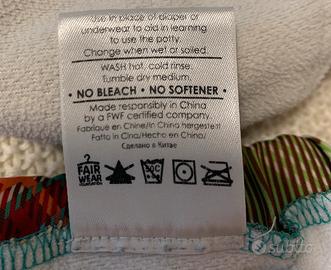 Use in place of diaper or
underwear to aid in learning
to use the potty.
Change when wet or soiled.
WASH hot, cold rinse.
Tumble dry medium.
• NO BLEACH • NO SOFTENER •
Made responsibly in China
by a FWF certified company.
Fabriqué en Chine/In China hergestellt
Fatto in Cina/Hecho en China/
Сделано в Китае
FAIR
WEAR
50C
subito